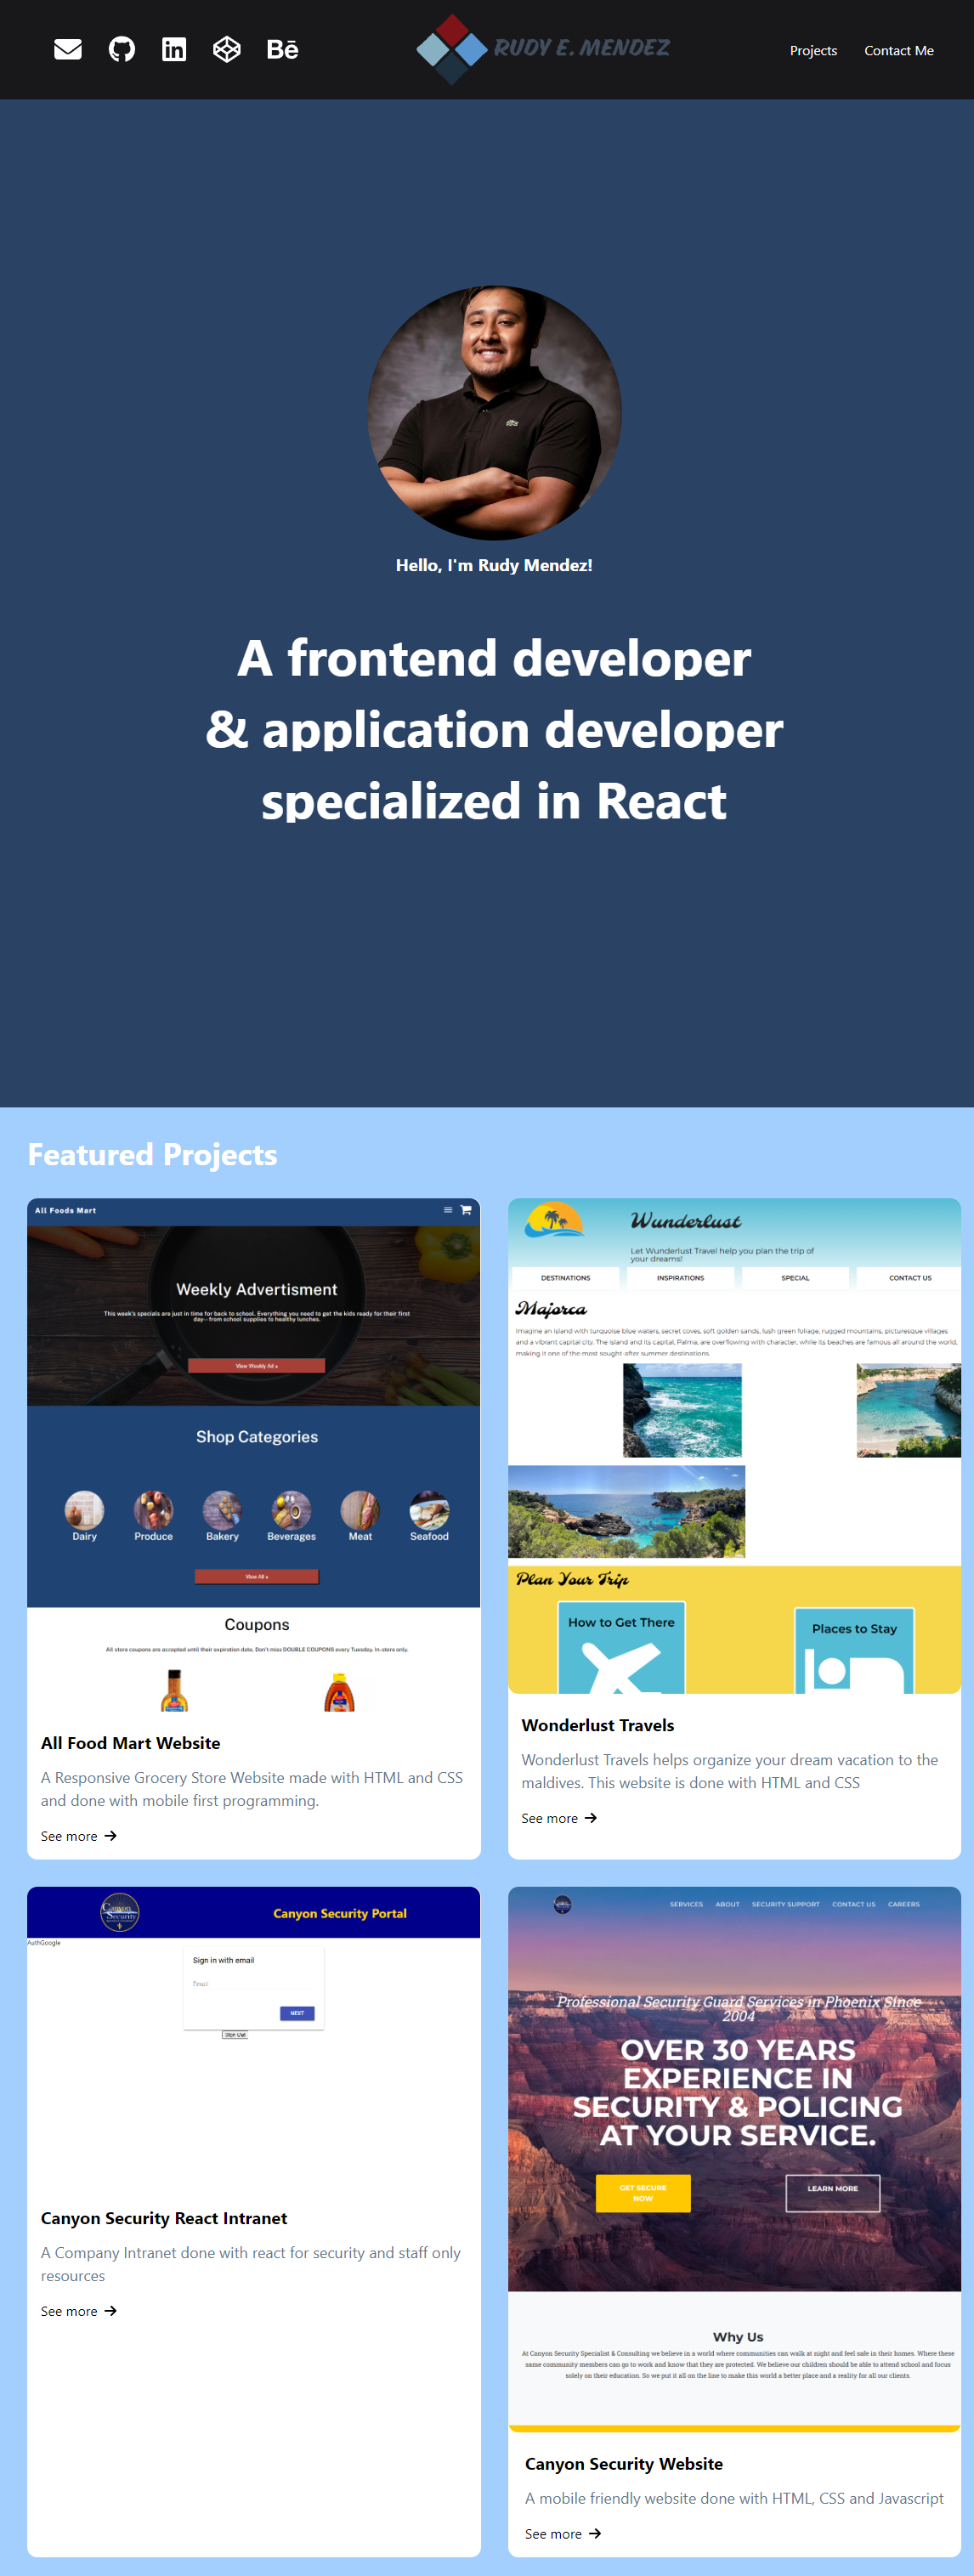 Bē
RUDY E. MENDEZ
Projects
Contact Me
Hello, I'm Rudy Mendez!
A frontend developer
& application developer
specialized in React
Featured Projects
All Foods Mart
Weekly Advertisment
This week's specials are just in time for back to school. Everything you need to get the kids ready for their first
day—from school supplies to healthy lunches.
View Weekly Ad »
Shop Categories
Dairy
Produce
Bakery
Beverages
Meat
Seafood
View All »
Coupons
All store coupons are accepted until their expiration date. Don't miss DOUBLE COUPONS every Tuesday. In-store only.
All Food Mart Website
A Responsive Grocery Store Website made with HTML and CSS
and done with mobile first programming.
See more
Wunderlust
Let Wunderlust Travel help you plan the trip of
your dreams!
DESTINATIONS
INSPIRATIONS
SPECIAL
CONTACT US
Majorca
Imagine an island with turquoise blue waters, secret coves, soft golden sands, lush green foliage, rugged mountains, picturesque villages
and a vibrant capital city. The island and its capital, Palma, are overflowing with character, while its beaches are famous all around the world,
making it one of the most sought-after summer destinations.
Plan Your Trip
How to Get There
Places to Stay
Wonderlust Travels
Wonderlust Travels helps organize your dream vacation to the
maldives. This website is done with HTML and CSS
See more
Canyon
Security
Canyon Security Portal
AuthGoogle
Sign in with email
Email
NEXT
Sign Out
Canyon Security React Intranet
A Company Intranet done with react for security and staff only
resources
See more
SERVICES
ABOUT
SECURITY SUPPORT
CONTACT US
CAREERS
Professional Security Guard Services in Phoenix Since
2004
OVER 30 YEARS
EXPERIENCE IN
SECURITY & POLICING
AT YOUR SERVICE.
GET SECURE
NOW
LEARN MORE
Why Us
At Canyon Security Specialist & Consulting we believe in a world where communities can walk at night and feel safe in their homes. Where these
same community members can go to work and know that they are protected. We believe our children should be able to attend school and focus
solely on their education. So we put it all on the line to make this world a better place and a reality for all our clients.
Canyon Security Website
A mobile friendly website done with HTML, CSS and Javascript
See more